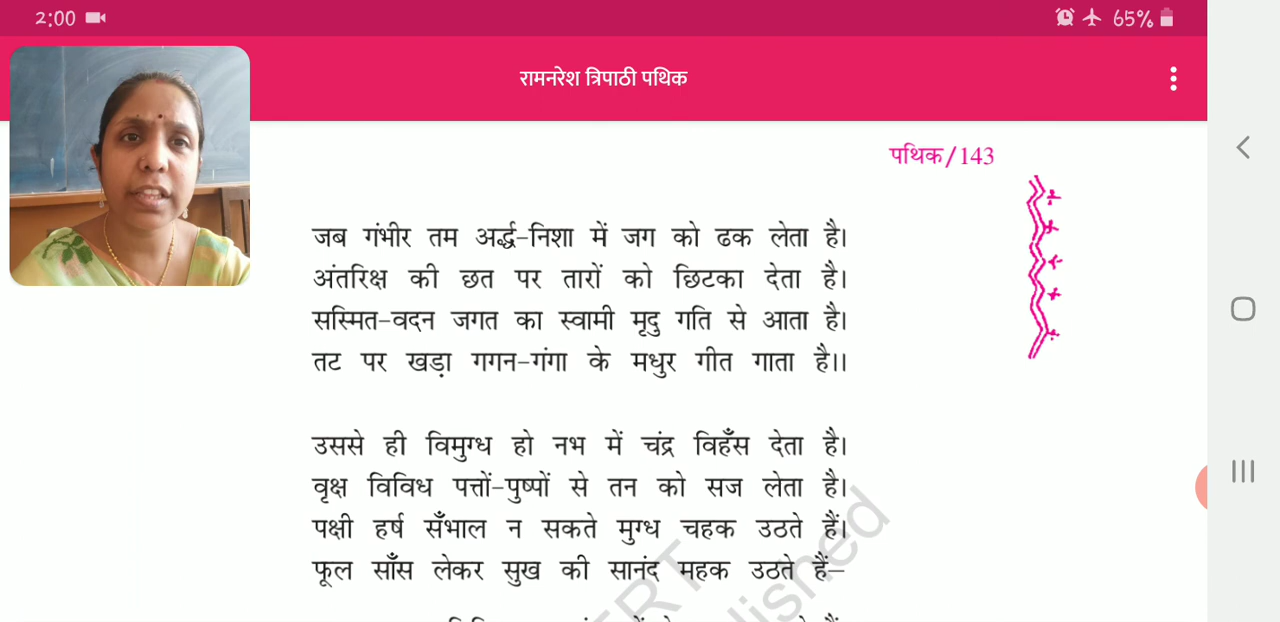 2:00
65%
रामनरेश त्रिपाठी पथिक
पथिक/143
जब गंभीर तम अर्द्ध-निशा में जग को ढक लेता है।
अंतरिक्ष की छत पर तारों को छिटका देता है।
सस्मित-वदन जगत का स्वामी मृदु गति से आता है।
तट पर खड़ा गगन-गंगा के मधुर गीत गाता है।।
उससे ही विमुग्ध हो नभ में चंद्र विहँस देता है।
वृक्ष विविध पत्तों-पुष्पों से तन को सज लेता है।
पक्षी हर्ष सँभाल न सकते मुग्ध चहक उठते हैं।
फूल साँस लेकर सुख की सानंद महक उठते हैं–